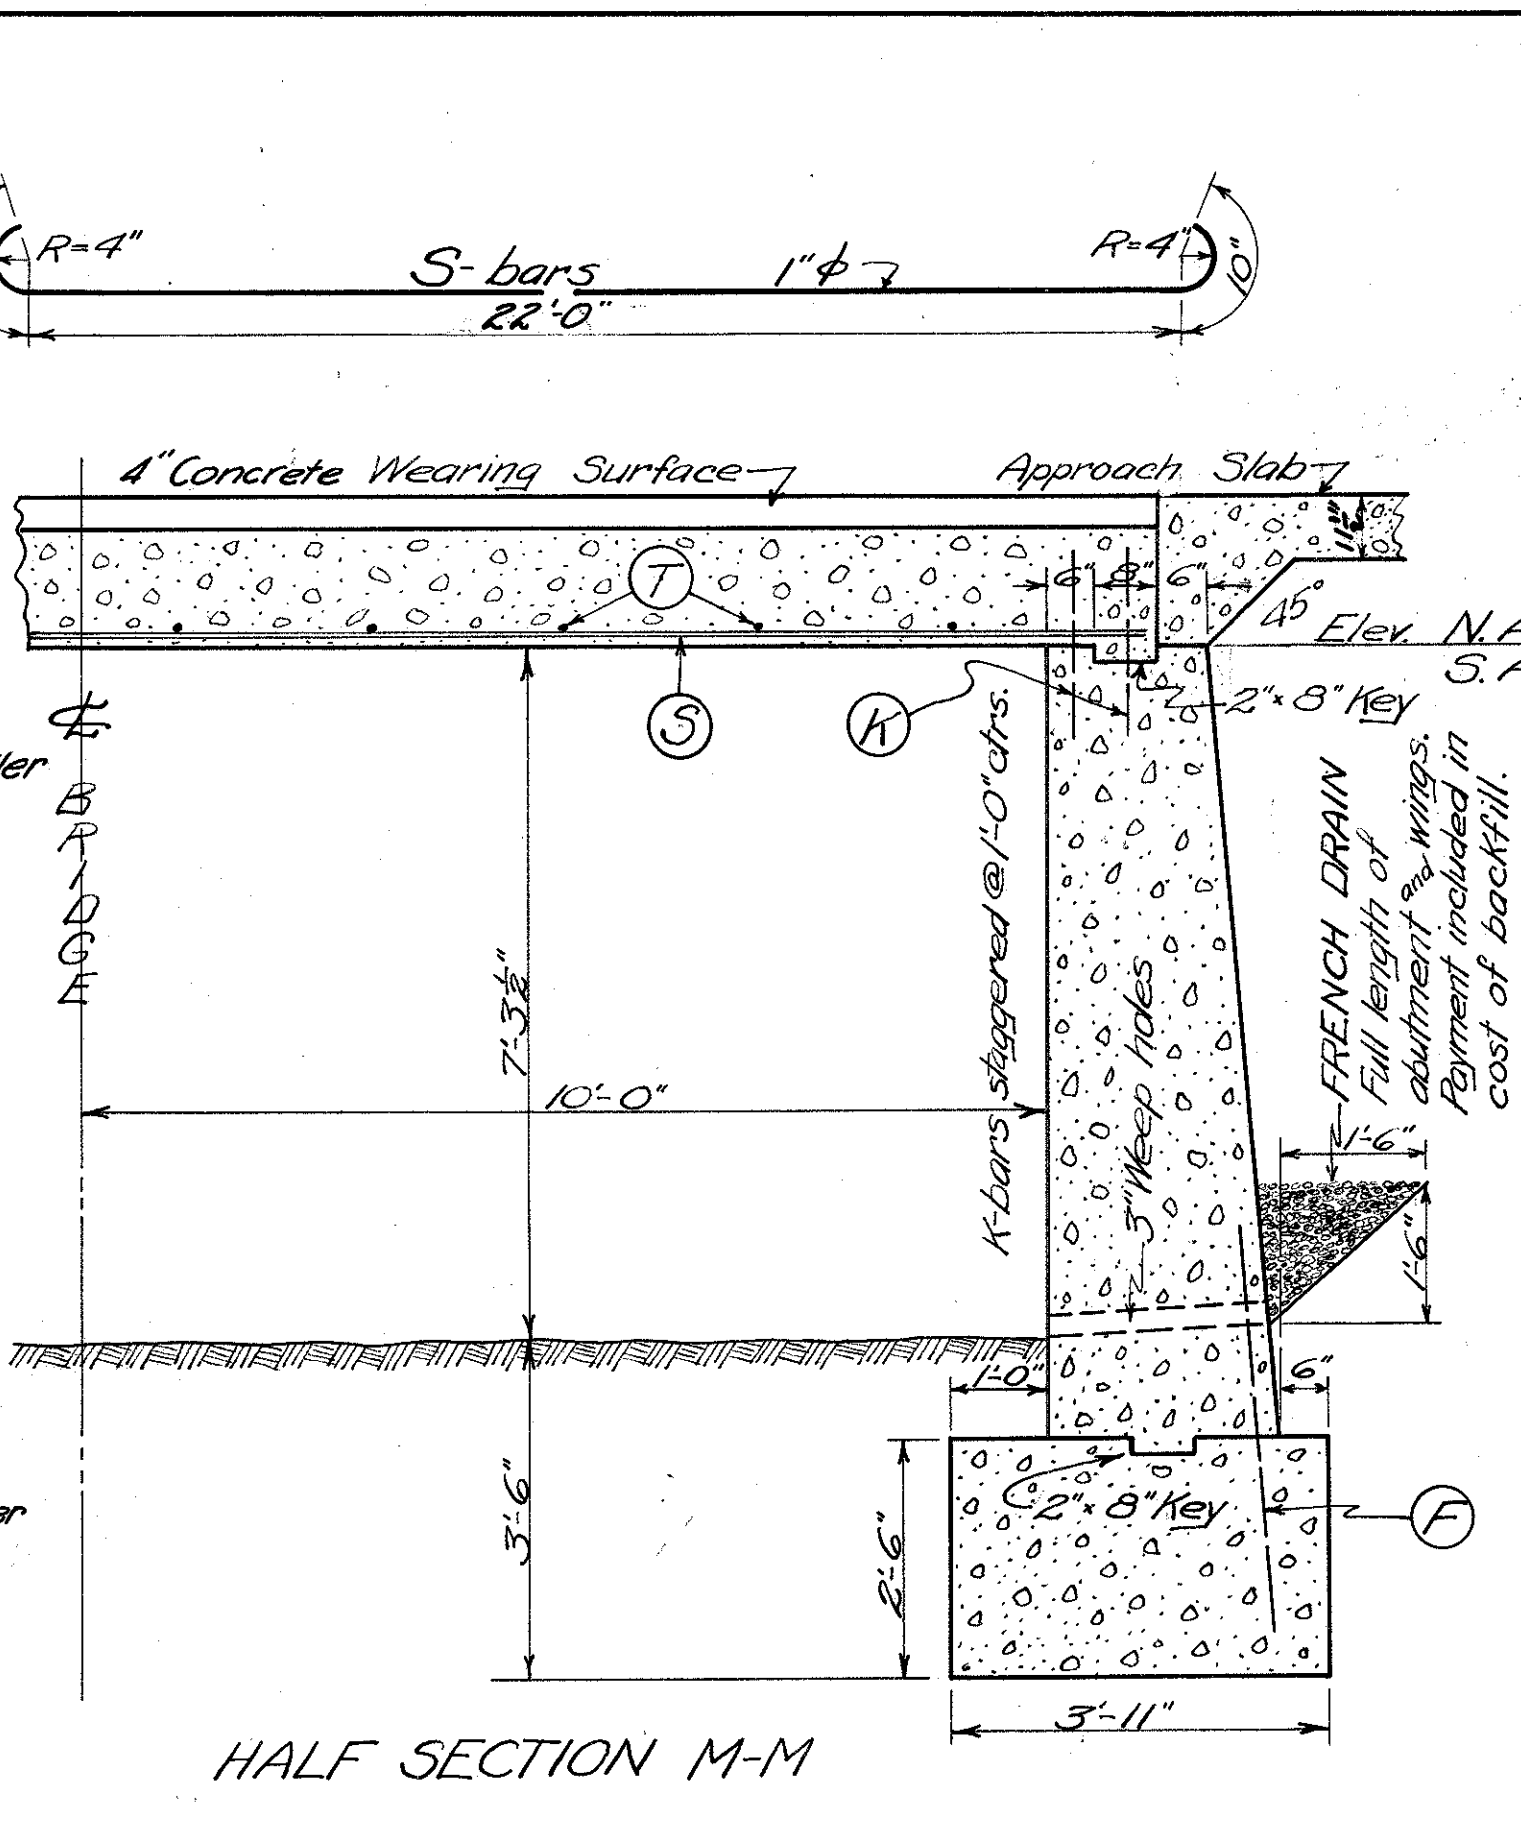 R=4"
S-bars
1"ϕ
R=4"
10"
22'-0"
4" Concrete Wearing Surface
Approach Slab
11½"
T
6" 8" 6"
45°
Elev. N. A
S. A
S
K
2"×8" Key
℄
BRIDGE
K-bars staggered @ 1'-0" ctrs.
7'-3½"
10'-0"
3" Weep holes
FRENCH DRAIN
Full length of
abutment and wings.
Payment included in
cost of backfill.
1'-6"
1'-6"
1'-0"
6"
3'-6"
2'-6"
2"×8" Key
F
3'-11"
HALF SECTION M-M